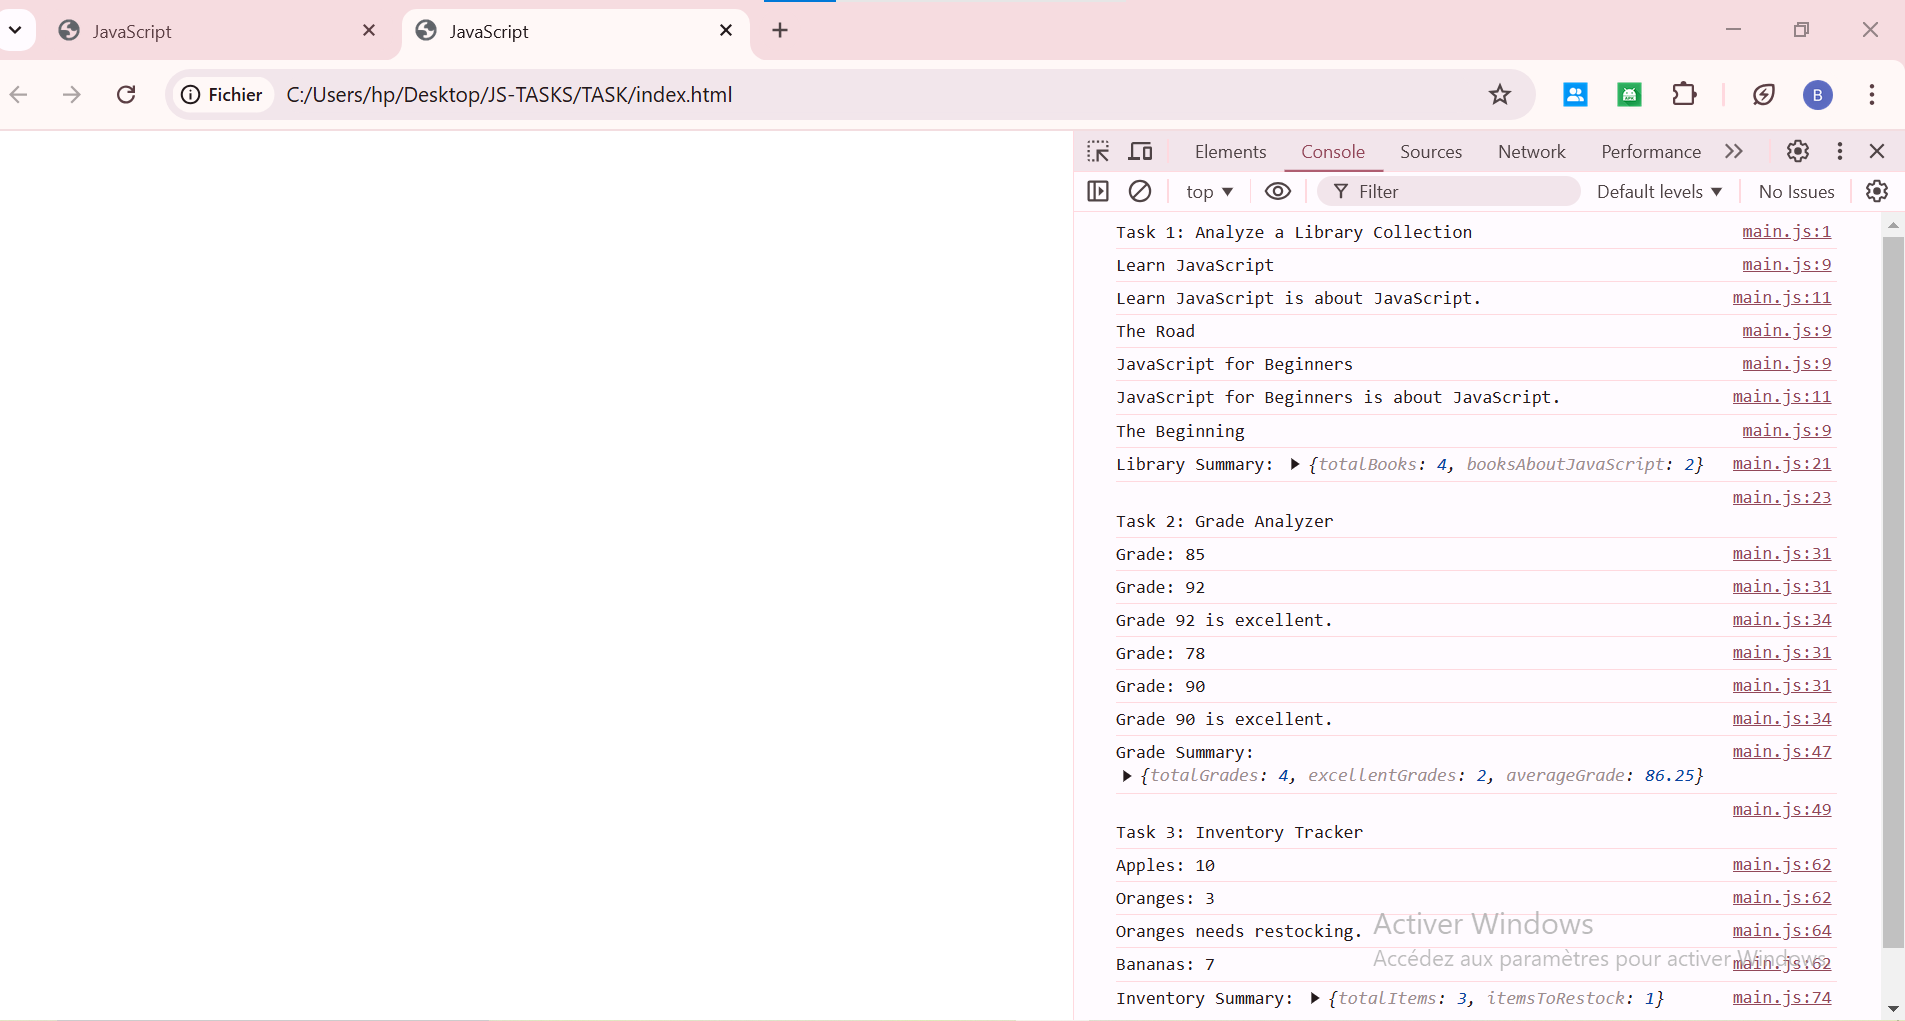 JavaScript
JavaScript
Fichier C:/Users/hp/Desktop/JS-TASKS/TASK/index.html
B
Elements Console Sources Network Performance
top Filter Default levels No Issues
Task 1: Analyze a Library Collection main.js:1
Learn JavaScript main.js:9
Learn JavaScript is about JavaScript. main.js:11
The Road main.js:9
JavaScript for Beginners main.js:9
JavaScript for Beginners is about JavaScript. main.js:11
The Beginning main.js:9
Library Summary: {totalBooks: 4, booksAboutJavaScript: 2} main.js:21
main.js:23
Task 2: Grade Analyzer
Grade: 85 main.js:31
Grade: 92 main.js:31
Grade 92 is excellent. main.js:34
Grade: 78 main.js:31
Grade: 90 main.js:31
Grade 90 is excellent. main.js:34
Grade Summary: main.js:47
{totalGrades: 4, excellentGrades: 2, averageGrade: 86.25}
main.js:49
Task 3: Inventory Tracker
Apples: 10 main.js:62
Oranges: 3 main.js:62
Oranges needs restocking. main.js:64
Bananas: 7 main.js:62
Inventory Summary: {totalItems: 3, itemsToRestock: 1} main.js:74
Activer Windows
Accédez aux paramètres pour activer Windows.